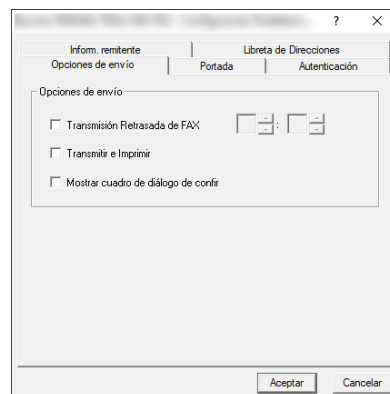 Inform. remitente
Libreta de Direcciones
Opciones de envío
Portada
Autenticación
Opciones de envío
Transmisión Retrasada de FAX :
Transmitir e Imprimir
Mostrar cuadro de diálogo de confir
Aceptar
Cancelar